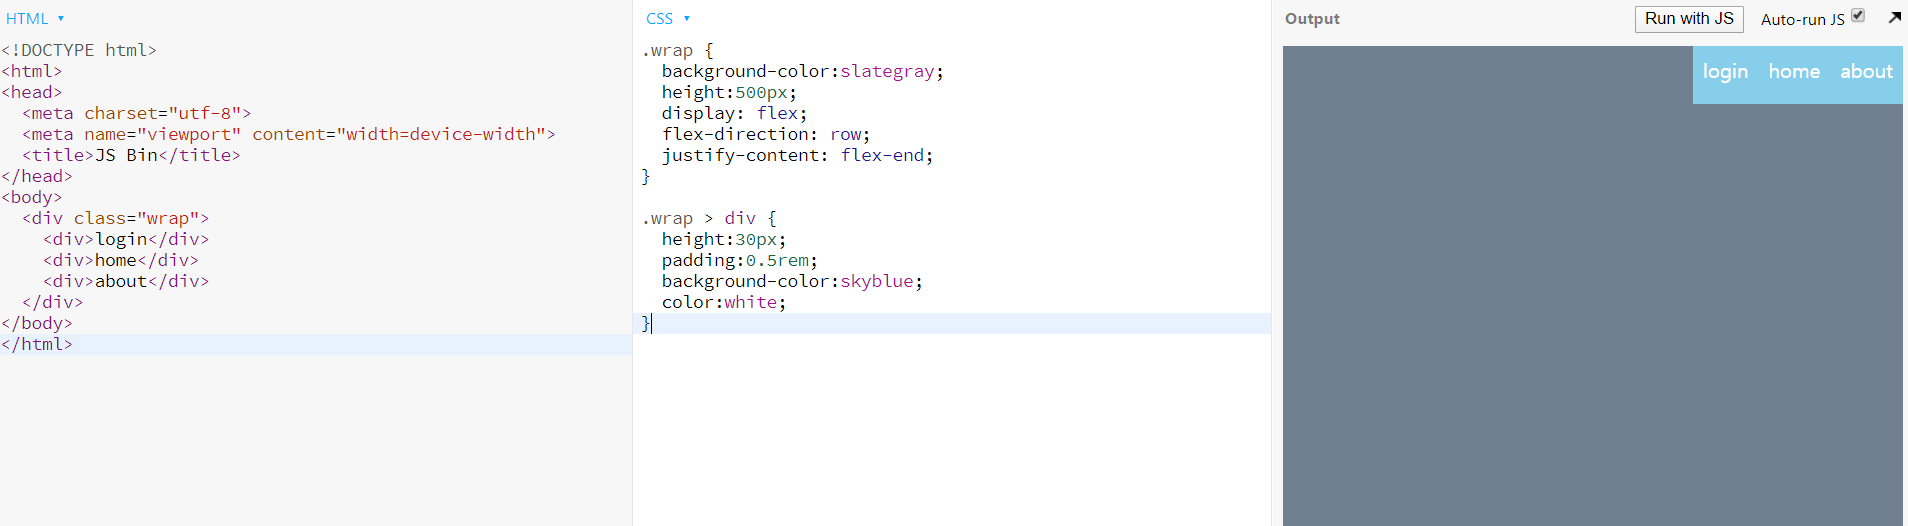 HTML ▾
<!DOCTYPE html>
<html>
<head>
  <meta charset="utf-8">
  <meta name="viewport" content="width=device-width">
  <title>JS Bin</title>
</head>
<body>
  <div class="wrap">
    <div>login</div>
    <div>home</div>
    <div>about</div>
  </div>
</body>
</html>
CSS ▾
.wrap {
  background-color:slategray;
  height:500px;
  display: flex;
  flex-direction: row;
  justify-content: flex-end;
}

.wrap > div {
  height:30px;
  padding:0.5rem;
  background-color:skyblue;
  color:white;
}
Output Run with JS Auto-run JS
login home about